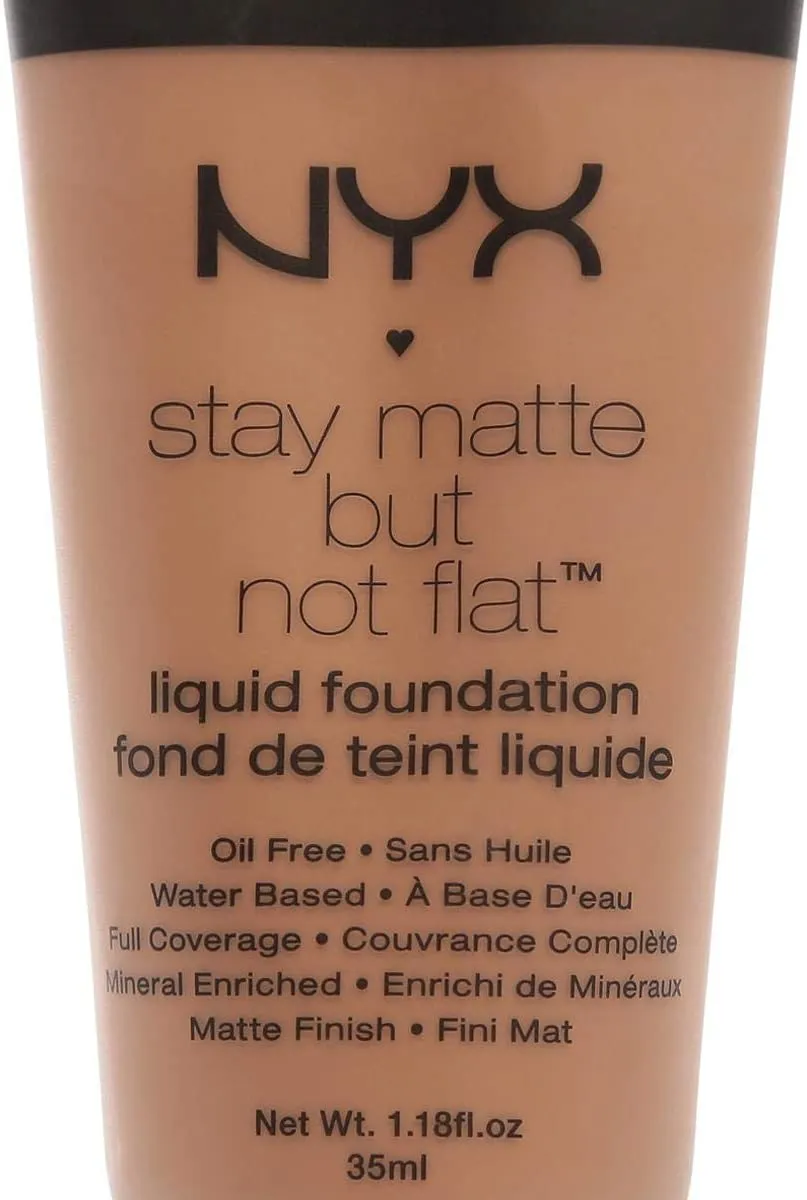 NYX
stay matte
but
not flat™
liquid foundation
fond de teint liquide
Oil Free • Sans Huile
Water Based • À Base D'eau
Full Coverage • Couvrance Complète
Mineral Enriched • Enrichi de Minéraux
Matte Finish • Fini Mat
Net Wt. 1.18fl.oz
35ml